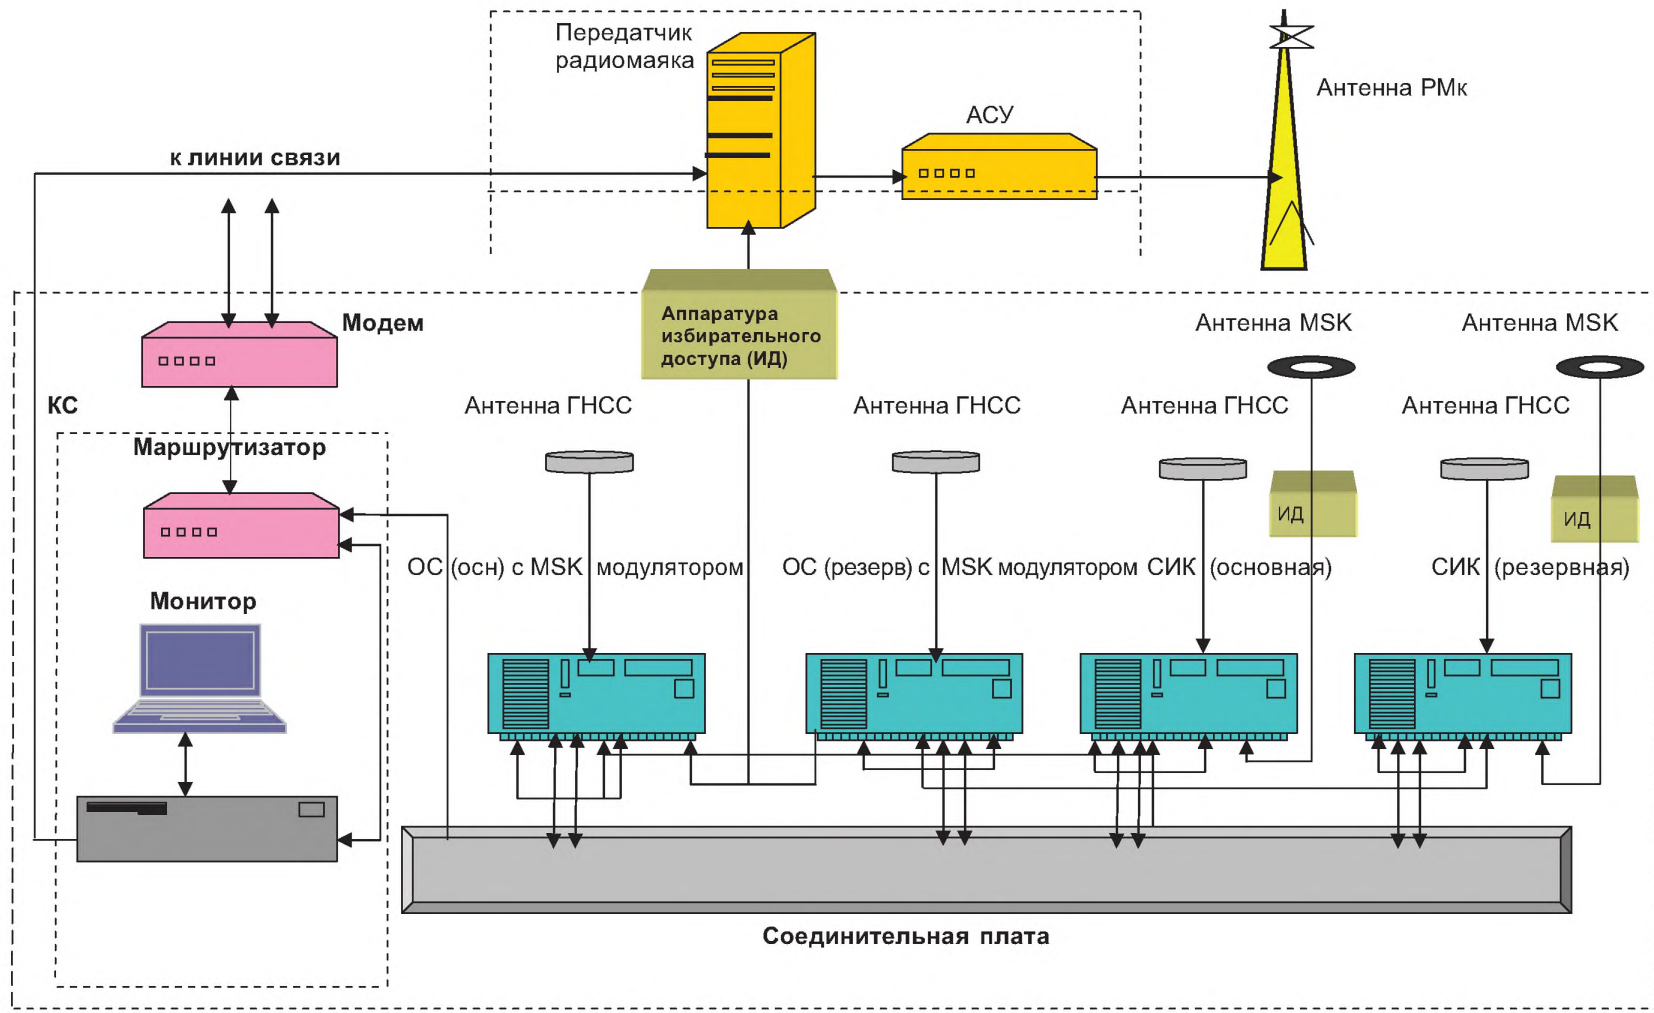 Передатчик
радиомаяка
АСУ
Антенна РМк
к линии связи
Модем
Аппаратура
избирательного
доступа (ИД)
Антенна MSK
Антенна MSK
КС
Антенна ГНСС
Антенна ГНСС
Антенна ГНСС
Антенна ГНСС
Маршрутизатор
ИД
ИД
ОС (осн) с MSK модулятором
ОС (резерв) с MSK модулятором
СИК (основная)
СИК (резервная)
Монитор
Соединительная плата